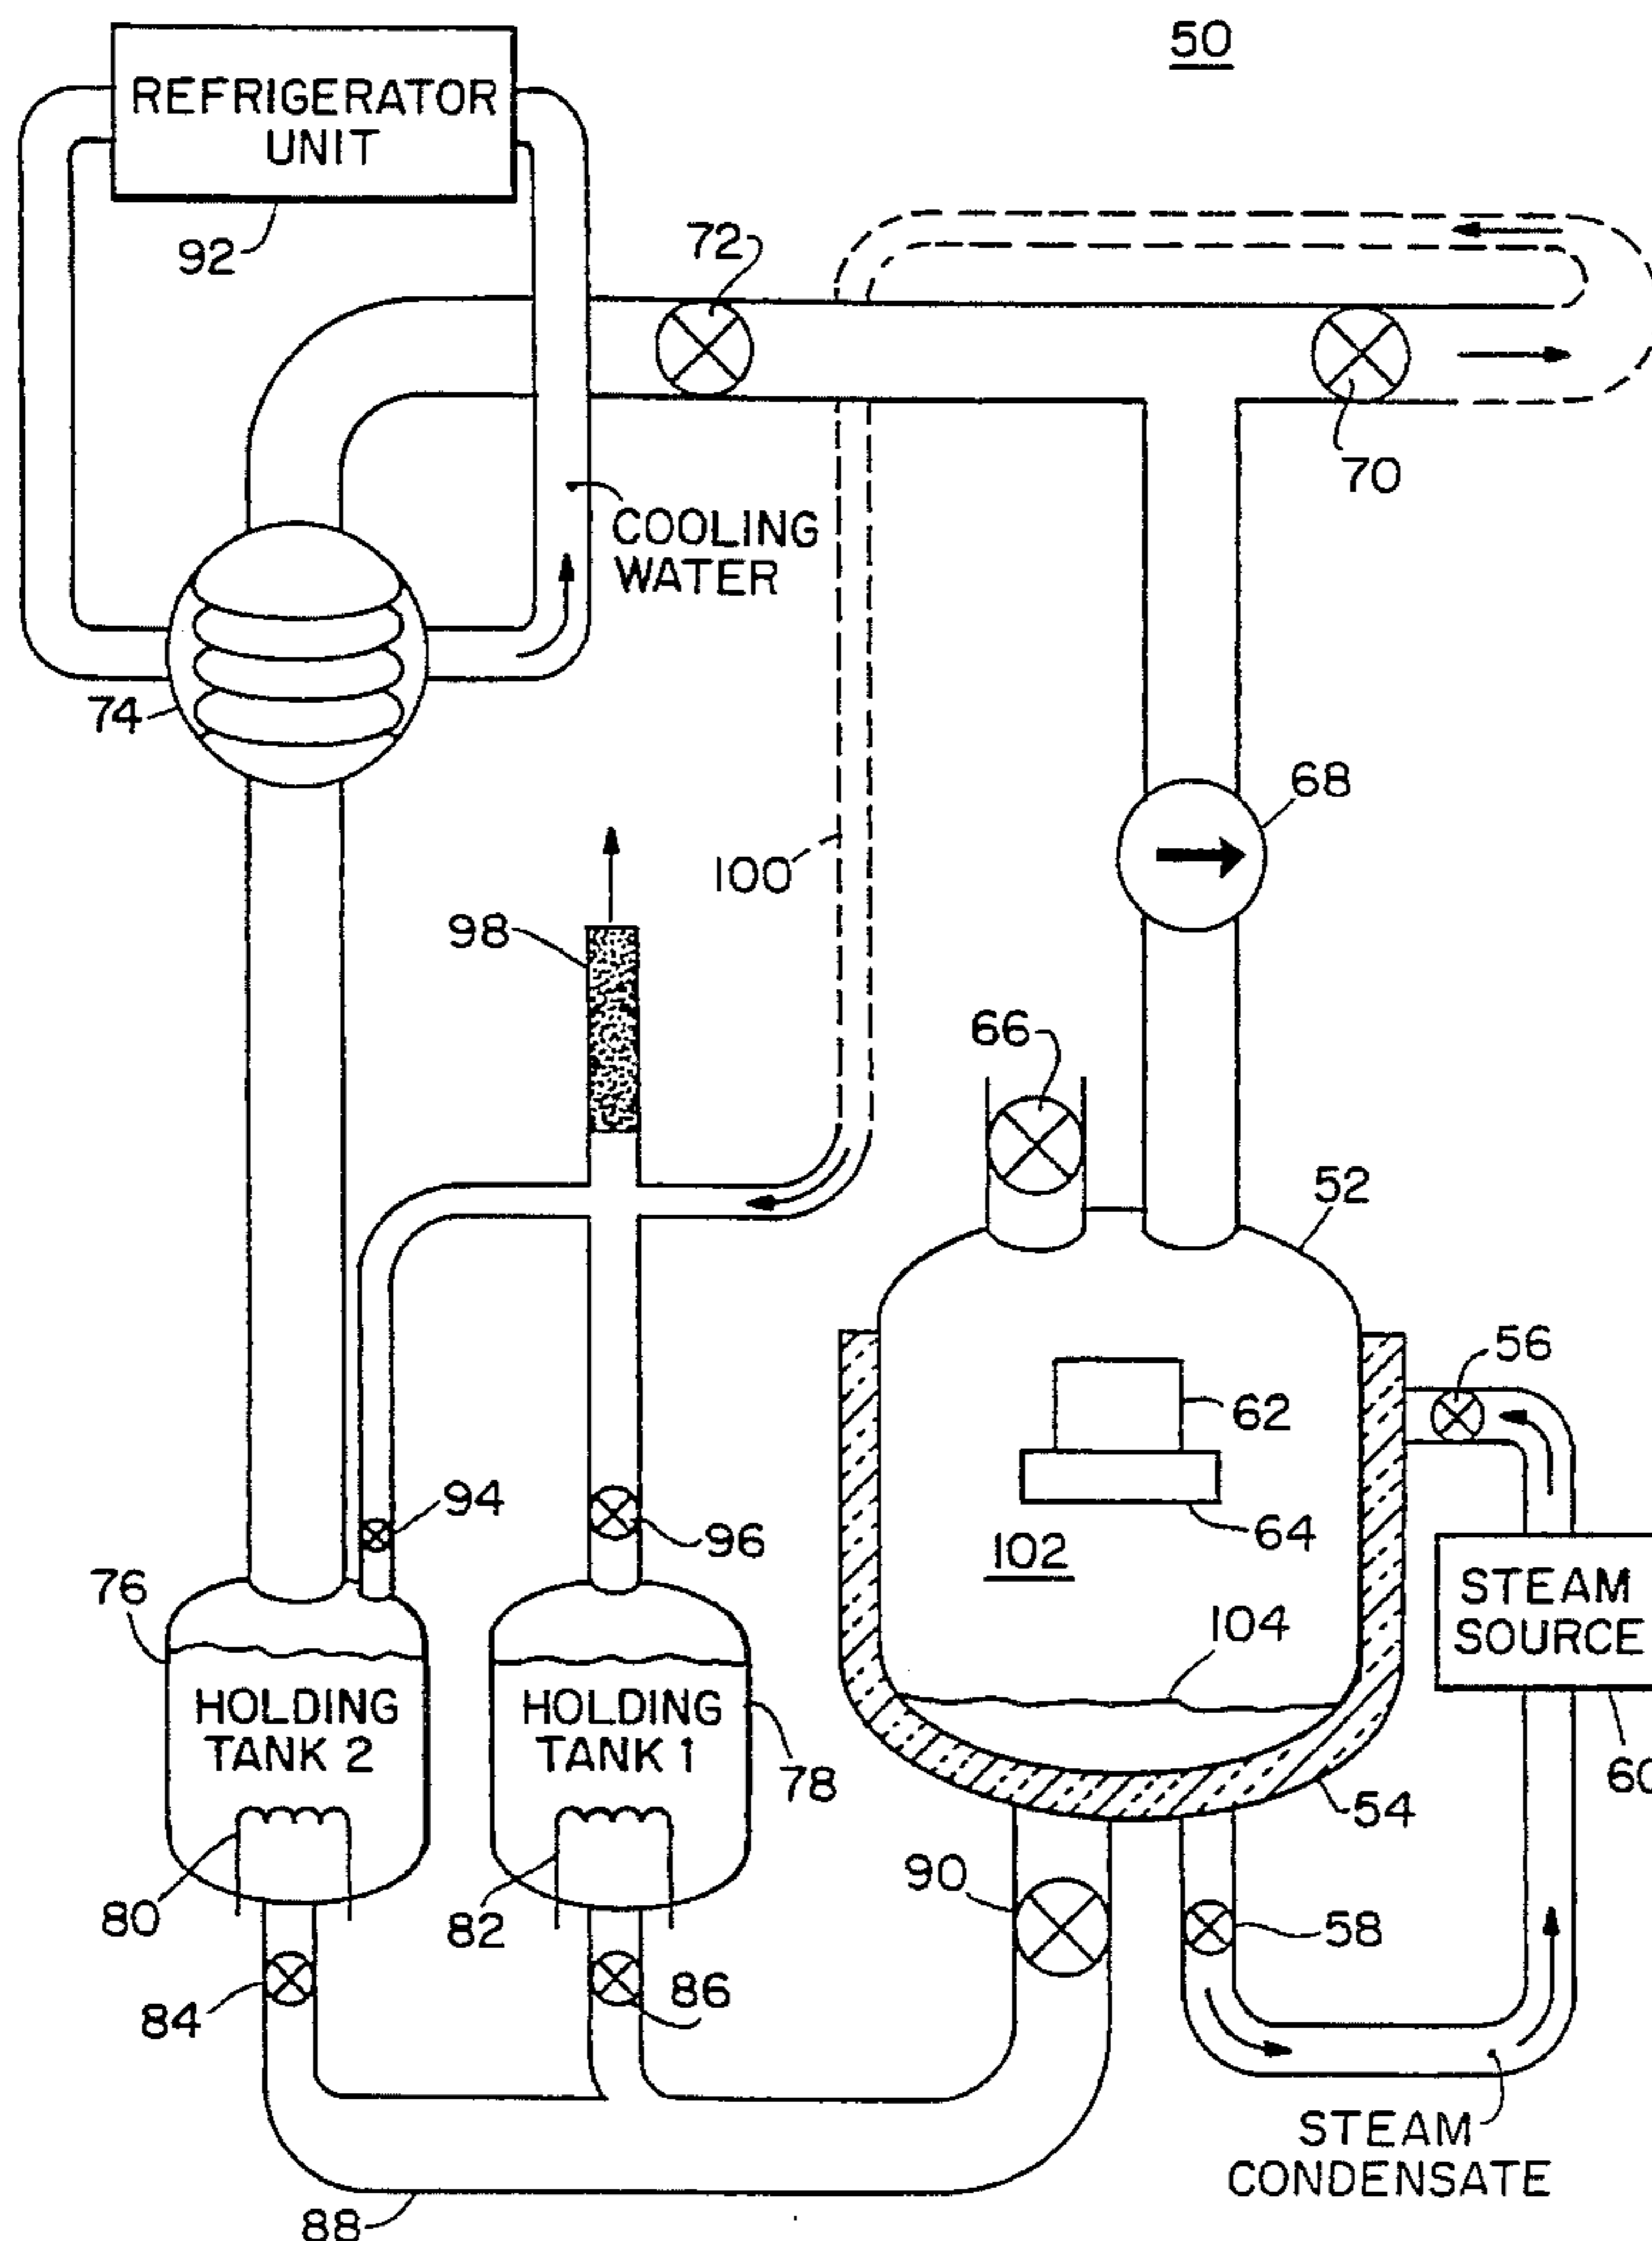 50
REFRIGERATOR
UNIT
92
72
70
COOLING
WATER
74
68
100
98
66
52
56
62
94
96
64
102
76
STEAM
SOURCE
104
HOLDING
TANK 2
HOLDING
TANK 1
78
60
54
90
80
82
58
86
84
STEAM
CONDENSATE
88